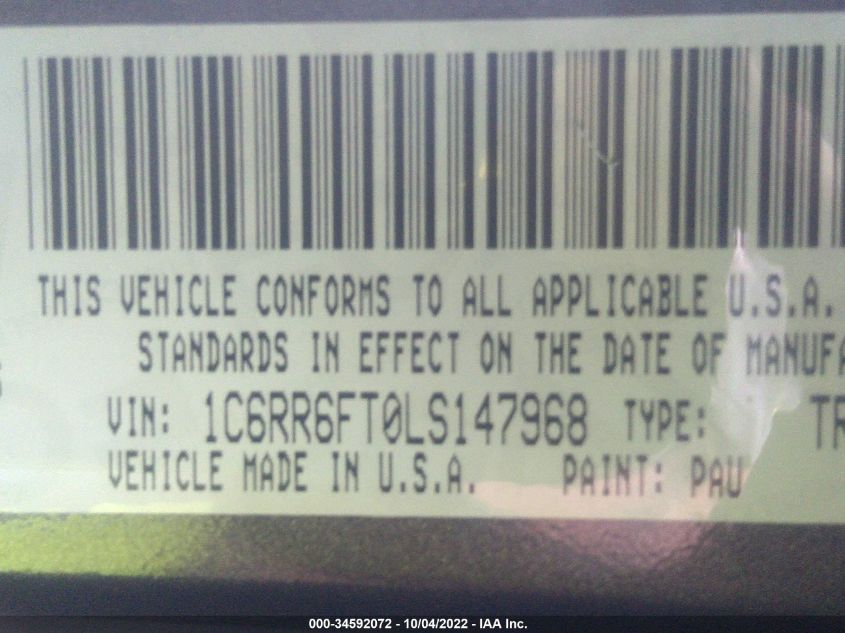 THIS VEHICLE CONFORMS TO ALL APPLICABLE U.S.A.
STANDARDS IN EFFECT ON THE DATE OF MANUFA
VIN: 1C6RR6FT0LS147968 TYPE: TR
VEHICLE MADE IN U.S.A. PAINT: PAU
000-34592072 - 10/04/2022 - IAA Inc.